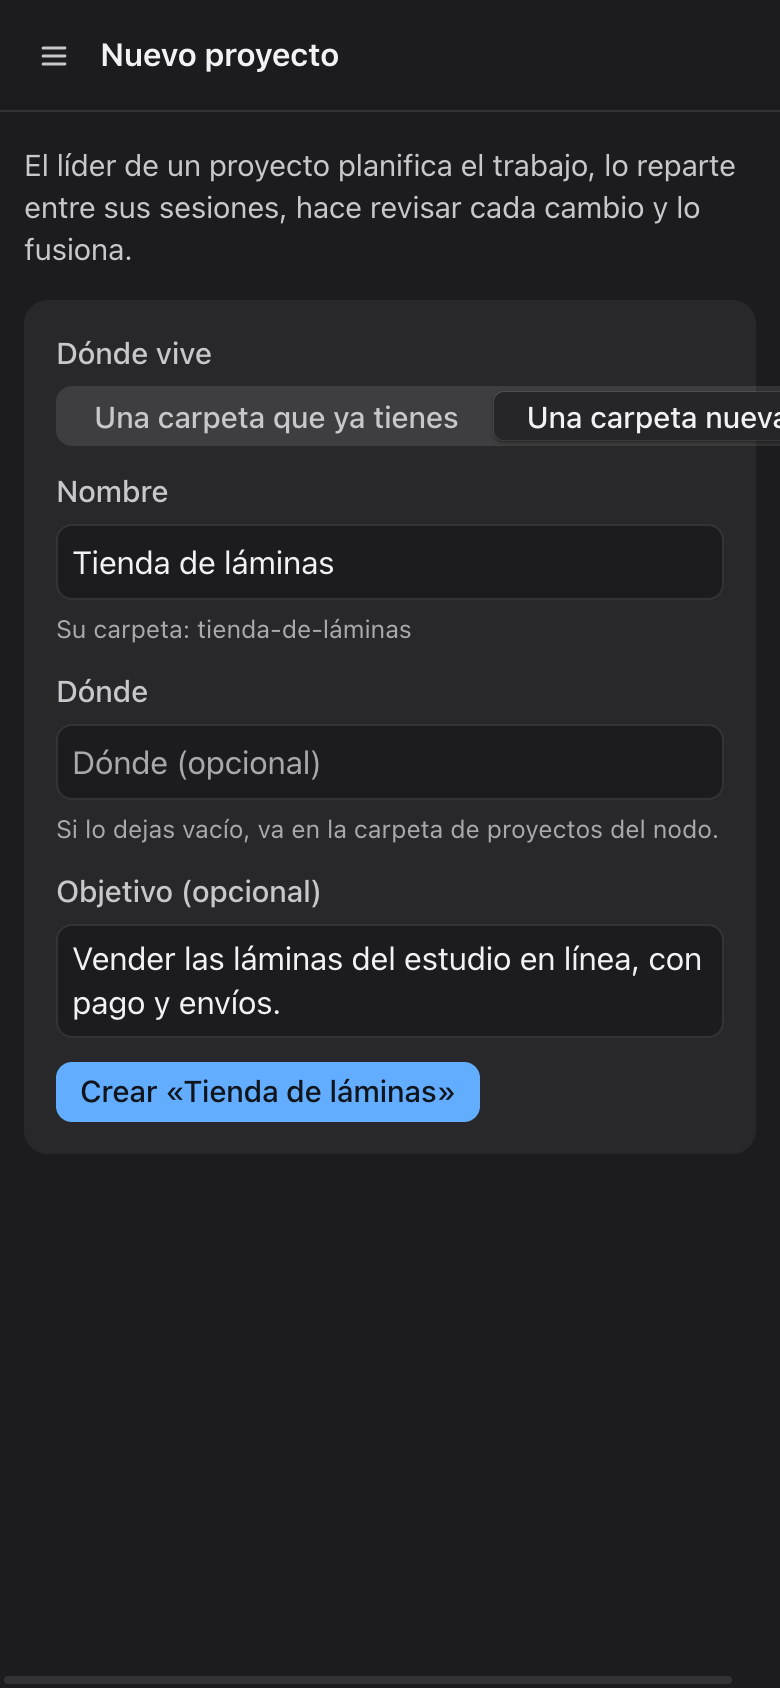 Nuevo proyecto
El líder de un proyecto planifica el trabajo, lo reparte
entre sus sesiones, hace revisar cada cambio y lo
fusiona.
Dónde vive
Una carpeta que ya tienes
Una carpeta nueva
Nombre
Tienda de láminas
Su carpeta: tienda-de-láminas
Dónde
Dónde (opcional)
Si lo dejas vacío, va en la carpeta de proyectos del nodo.
Objetivo (opcional)
Vender las láminas del estudio en línea, con
pago y envíos.
Crear «Tienda de láminas»